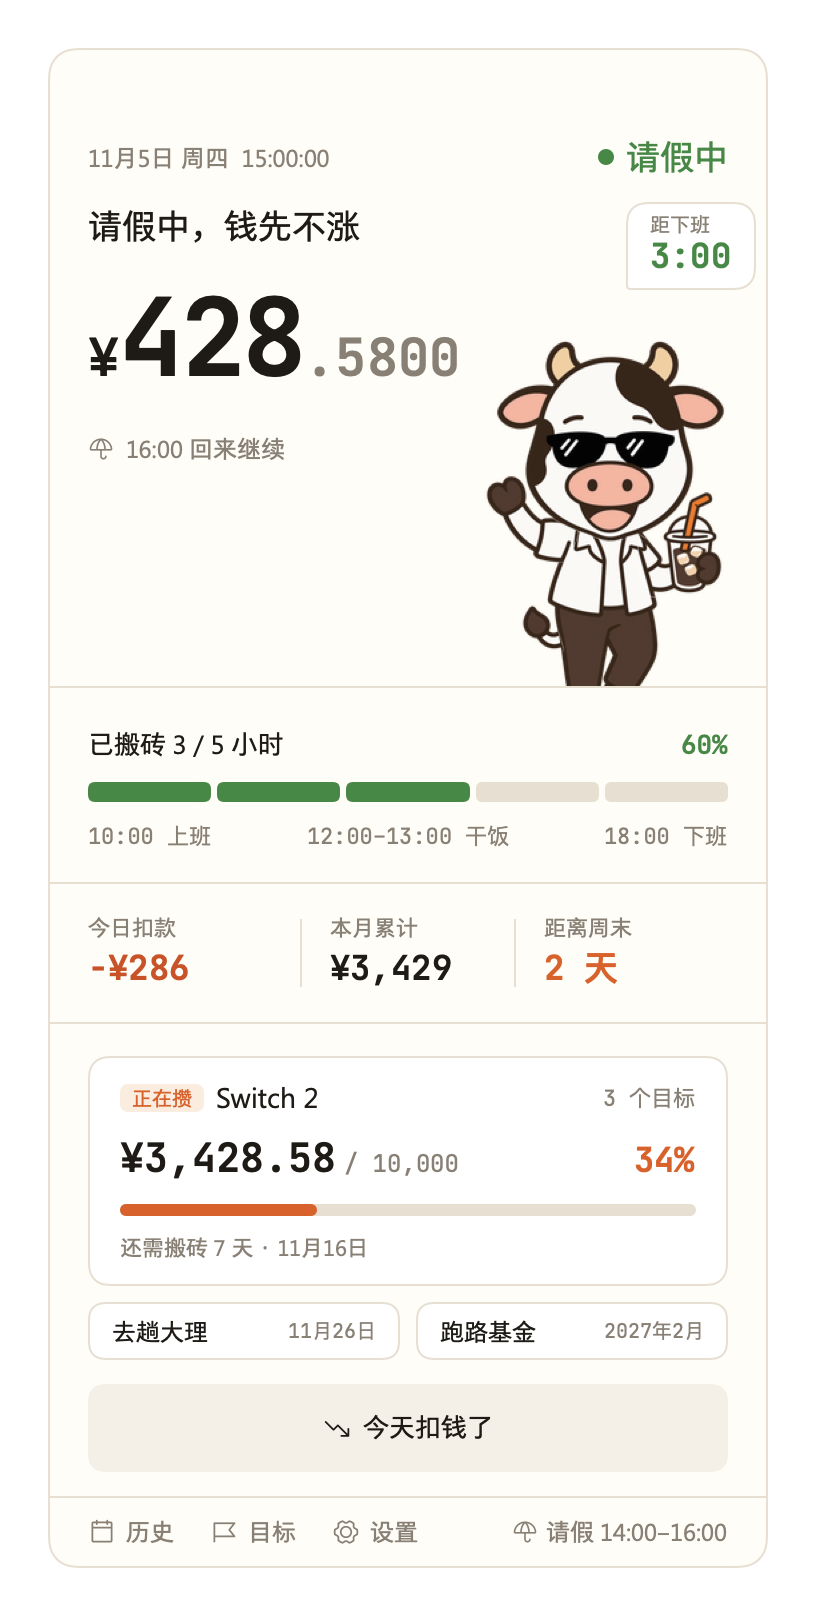 11月5日 周四 15:00:00
请假中
请假中，钱先不涨
距下班
3:00
¥428.5800
16:00 回来继续
已搬砖 3 / 5 小时
60%
10:00 上班
12:00–13:00 干饭
18:00 下班
今日扣款
-¥286
本月累计
¥3,429
距离周末
2 天
正在攒 Switch 2
3 个目标
¥3,428.58 / 10,000
34%
还需搬砖 7 天 · 11月16日
去趟大理
11月26日
跑路基金
2027年2月
今天扣钱了
历史
目标
设置
请假 14:00–16:00